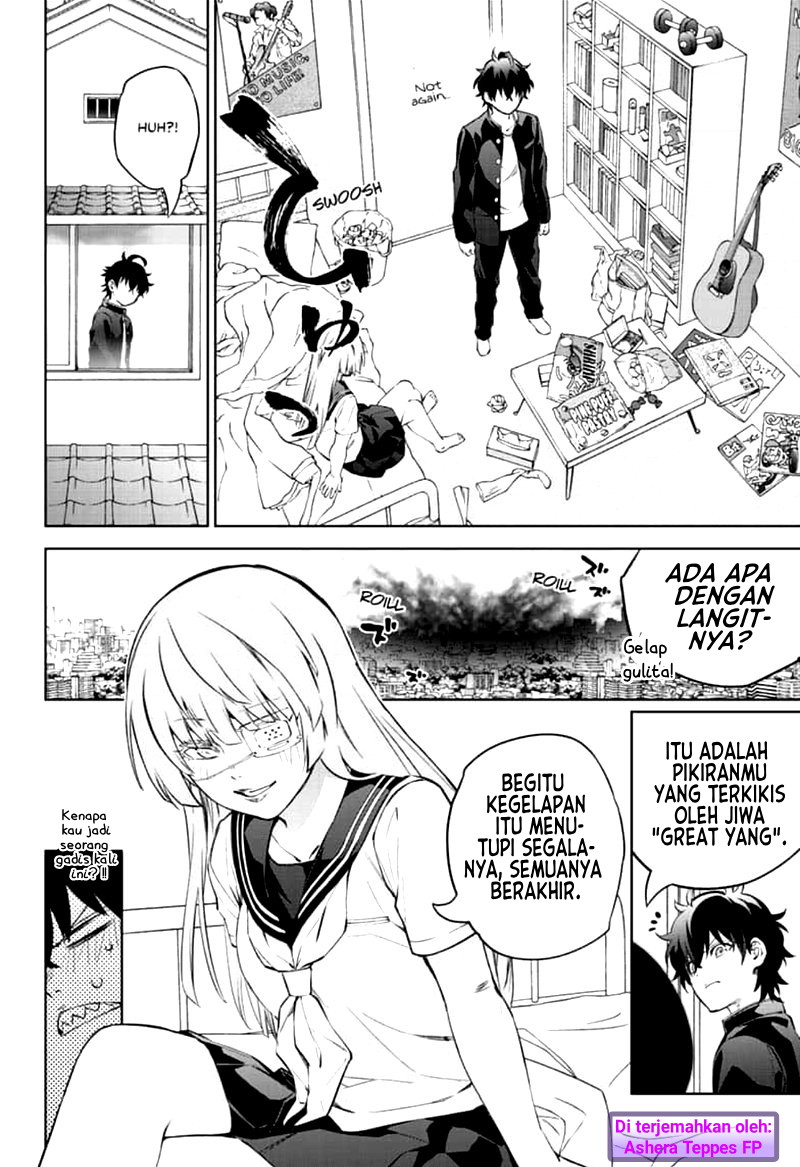 Not
again..
O MUSIC,
O LIFE!
SWOOSH
HUH?!
ADA APA
DENGAN
LANGIT-
NYA?
Gelap
gulita!
ROILL
ROILL
ITU ADALAH
PIKIRANMU
YANG TERKIKIS
OLEH JIWA
"GREAT YANG".
BEGITU
KEGELAPAN
ITU MENU-
TUPI SEGALA-
NYA, SEMUANYA
BERAKHIR.
Kenapa
kau jadi
seorang
gadis kali
ini?!!
Di terjemahkan oleh:
Ashera Teppes FP